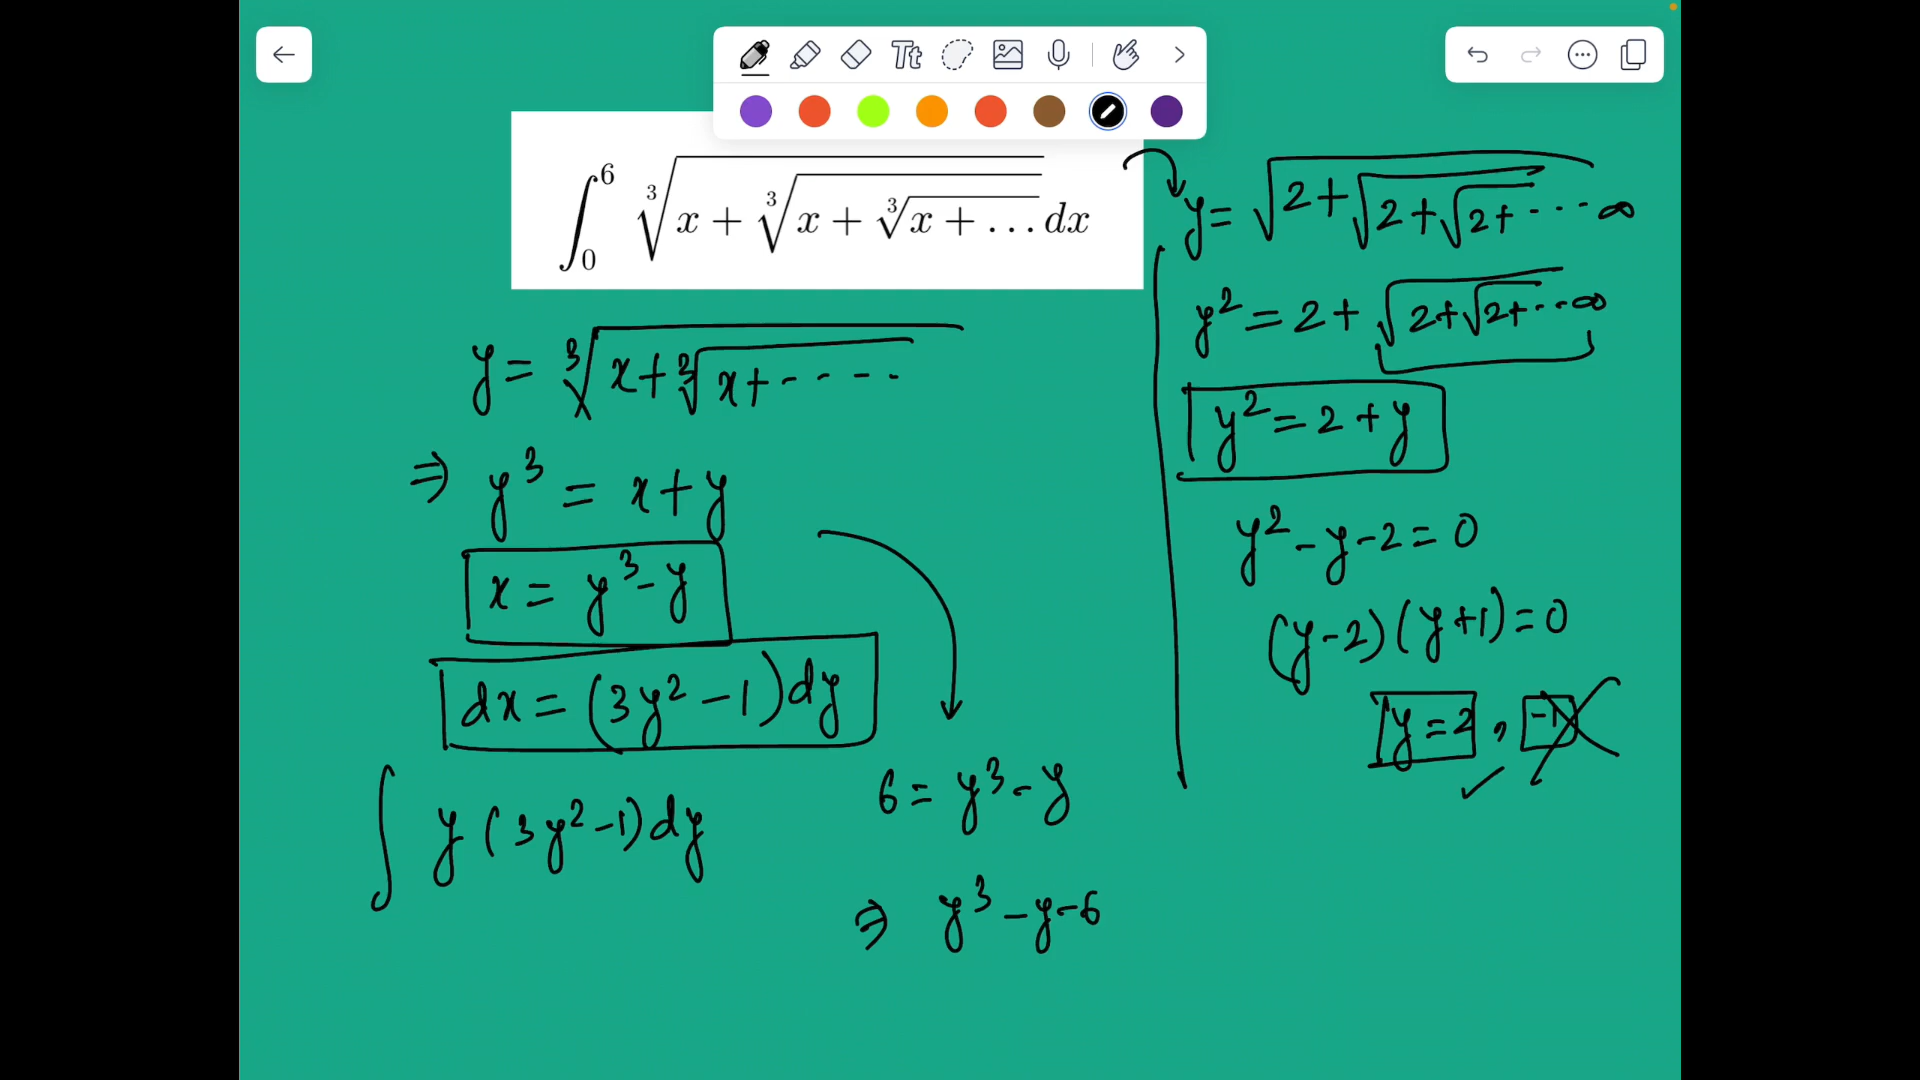 Tt
∫₀⁶ ∛(x + ∛(x + ∛(x + …))) dx
y = ∛(x+∛(x+ - - - -
⇒ y³ = x+y
x = y³-y
dx = (3y²-1)dy
∫ y(3y²-1)dy
6 = y³-y
⇒ y³-y-6
y = √(2+√(2+√(2+ ··· ∞
y² = 2+ √(2+√(2+ ··· ∞
y² = 2+y
y²-y-2=0
(y-2)(y+1)=0
y=2, -1